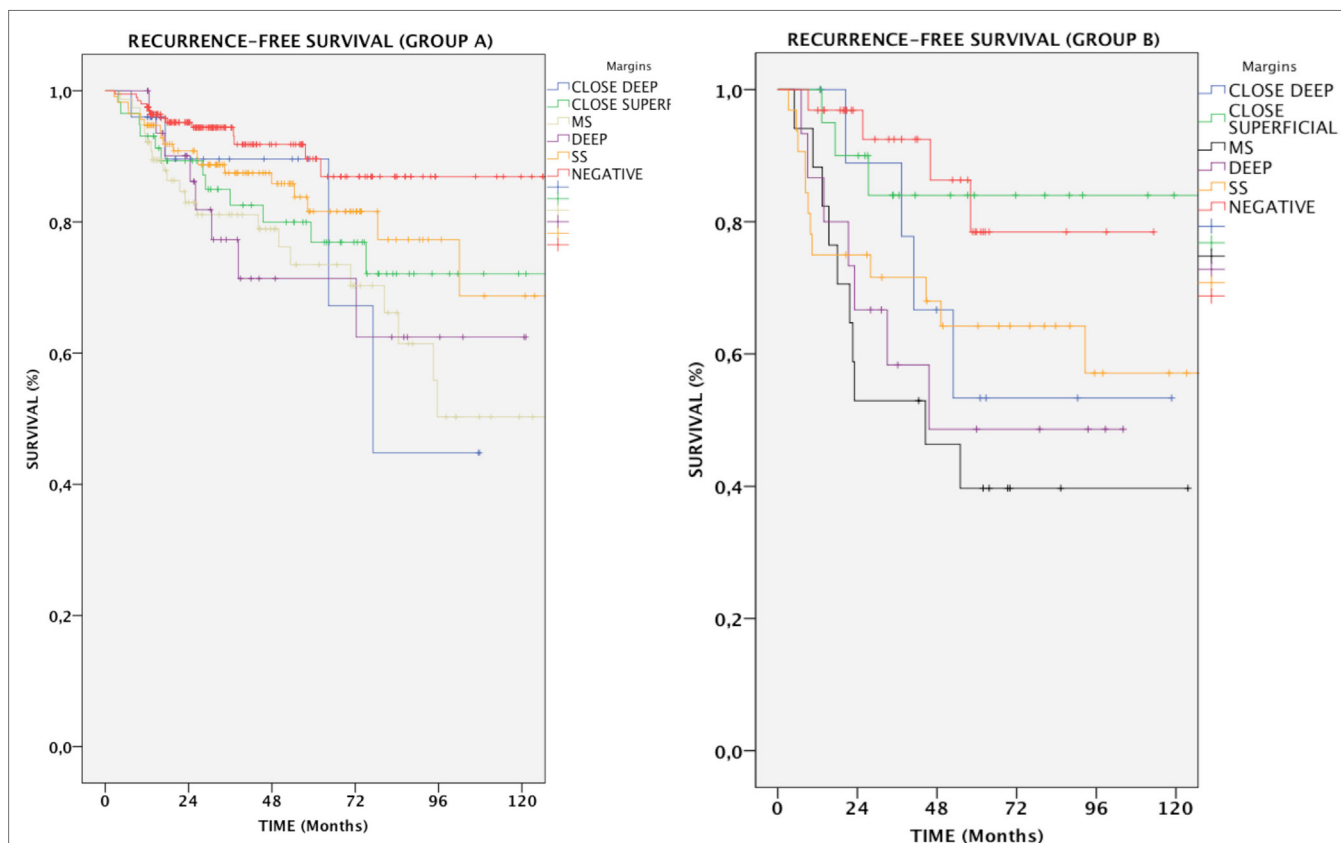 RECURRENCE-FREE SURVIVAL (GROUP A)
Margins
CLOSE DEEP
CLOSE SUPERF
MS
DEEP
SS
NEGATIVE
1,0
0,8
0,6
0,4
0,2
0,0
SURVIVAL (%)
0 24 48 72 96 120
TIME (Months)
RECURRENCE-FREE SURVIVAL (GROUP B)
Margins
CLOSE DEEP
CLOSE
SUPERFICIAL
MS
DEEP
SS
NEGATIVE
1,0
0,8
0,6
0,4
0,2
0,0
SURVIVAL (%)
0 24 48 72 96 120
TIME (Months)